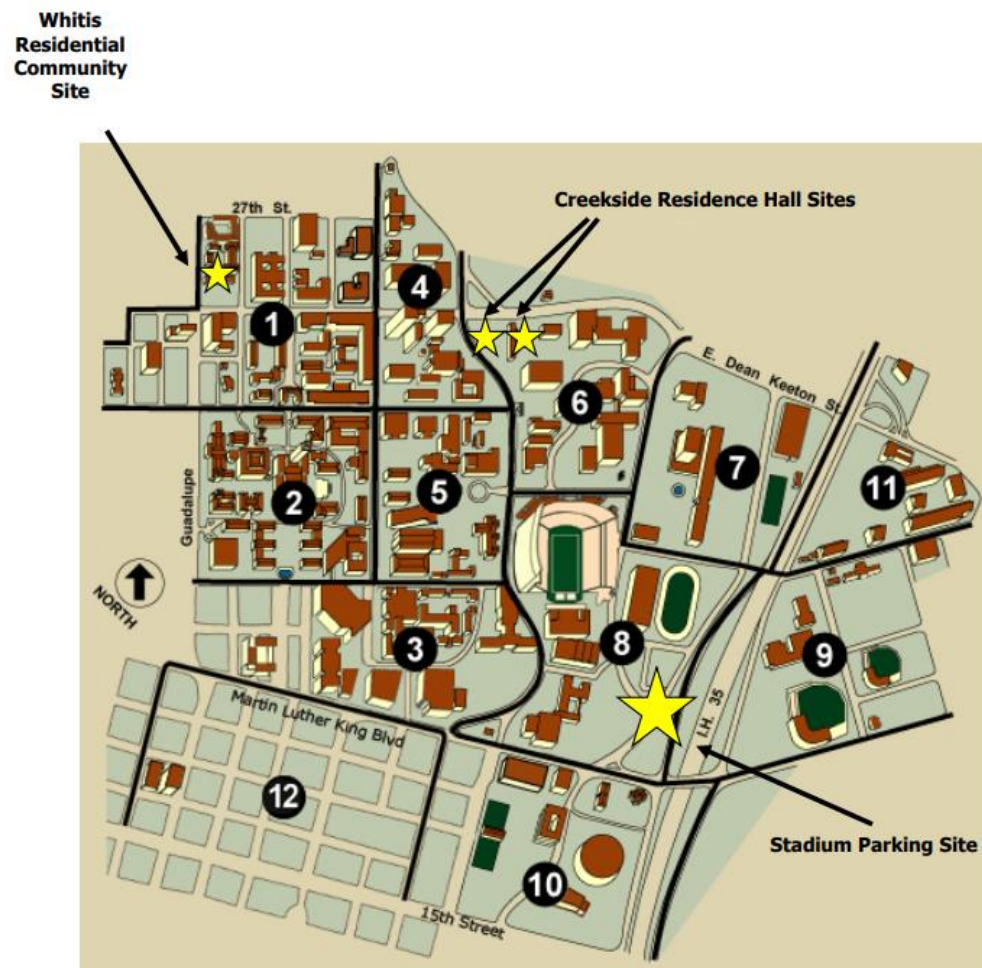 Whitis
Residential
Community
Site
27th St.
Creekside Residence Hall Sites
4
1
E. Dean Keeton St.
6
7
11
Guadalupe
2
5
NORTH
3
8
9
I.H. 35
Martin Luther King Blvd
12
Stadium Parking Site
10
15th Street